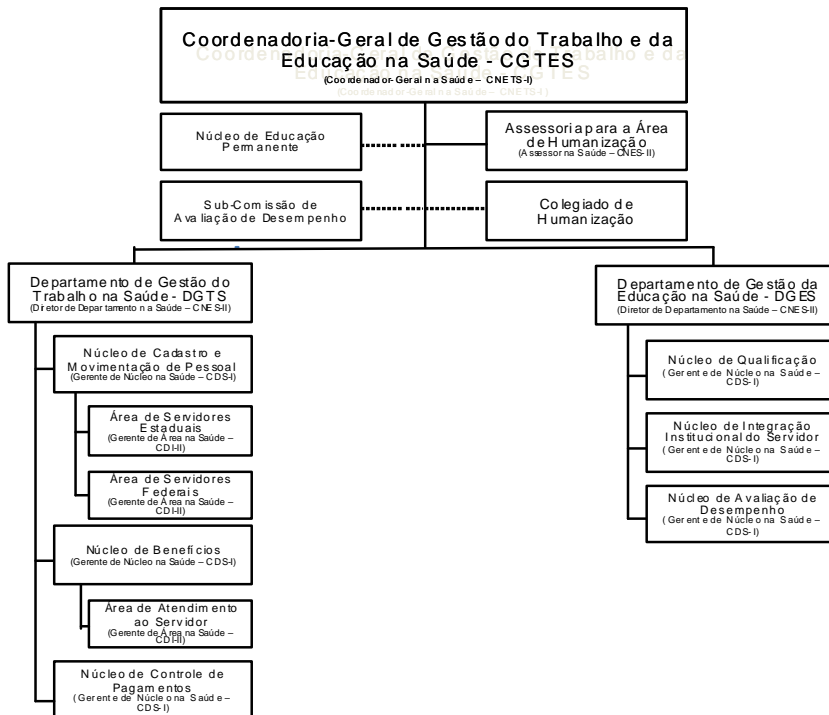 Coordenadoria-Geral de Gestão do Trabalho e da
Educação na Saúde - CGTES
(Coordenador-Geral na Saúde – CNETS-I)
Núcleo de Educação
Permanente
Assessoria para a Área
de Humanização
(Assessor na Saúde – CNES-II)
Sub-Comissão de
Avaliação de Desempenho
Colegiado de
Humanização
Departamento de Gestão do
Trabalho na Saúde - DGTS
(Diretor de Departamento na Saúde – CNES-II)
Núcleo de Cadastro e
Movimentação de Pessoal
(Gerente de Núcleo na Saúde – CDS-I)
Área de Servidores
Estaduais
(Gerente de Área na Saúde –
CDI-II)
Área de Servidores
Federais
(Gerente de Área na Saúde –
CDI-II)
Núcleo de Benefícios
(Gerente de Núcleo na Saúde – CDS-I)
Área de Atendimento
ao Servidor
(Gerente de Área na Saúde –
CDI-II)
Núcleo de Controle de
Pagamentos
(Gerente de Núcleo na Saúde –
CDS-I)
Departamento de Gestão da
Educação na Saúde - DGES
(Diretor de Departamento na Saúde – CNES-II)
Núcleo de Qualificação
(Gerente de Núcleo na Saúde –
CDS-I)
Núcleo de Integração
Institucional do Servidor
(Gerente de Núcleo na Saúde –
CDS-I)
Núcleo de Avaliação de
Desempenho
(Gerente de Núcleo na Saúde –
CDS-I)